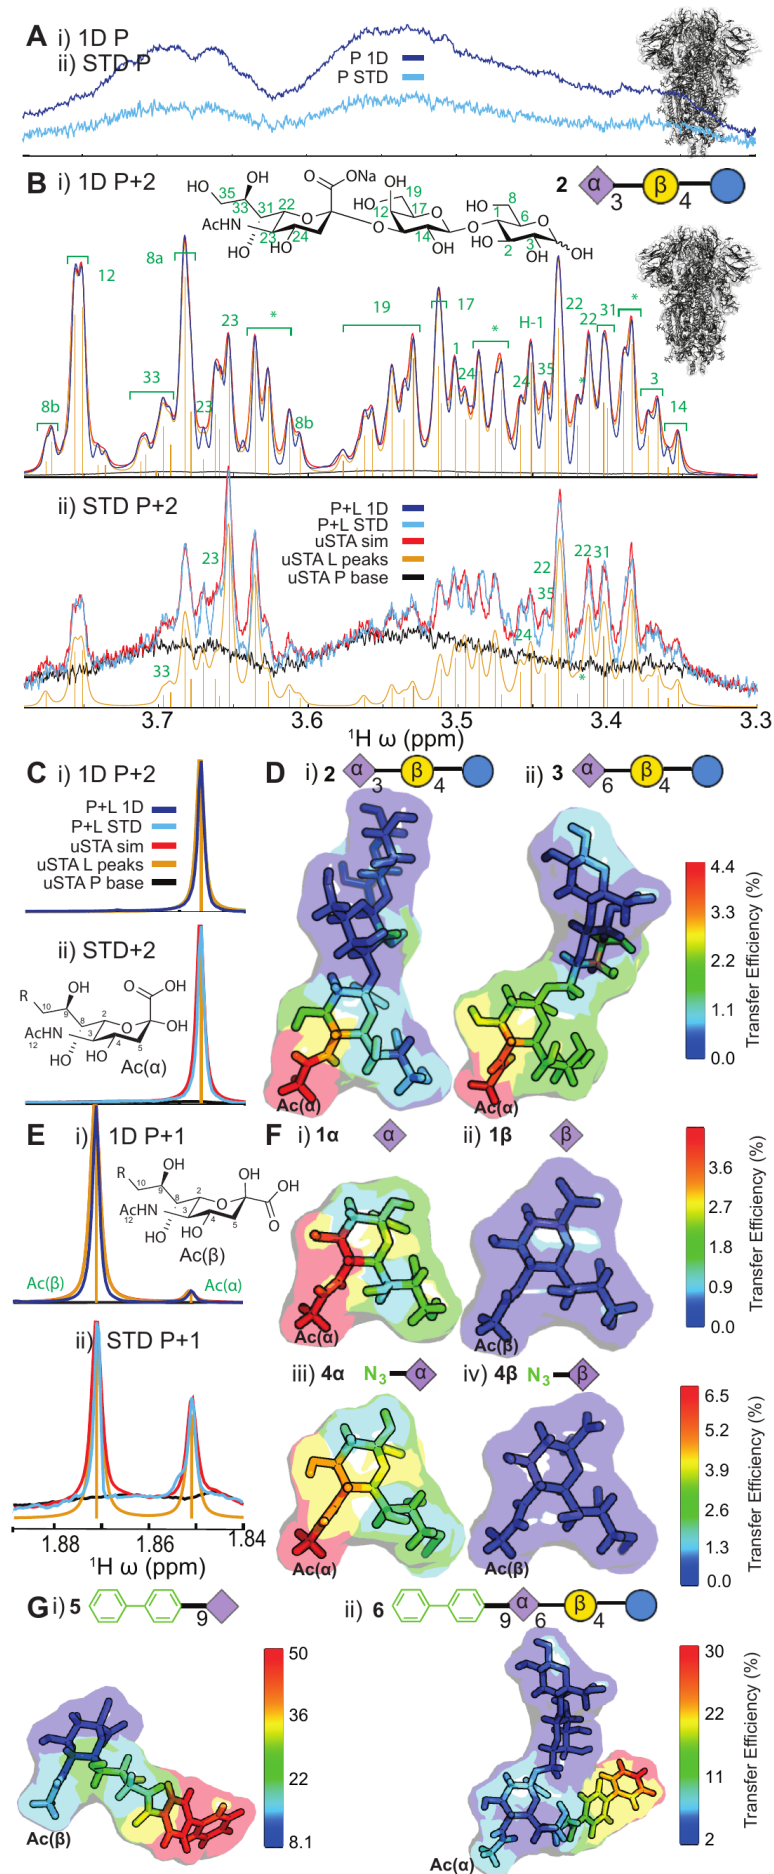 A i) 1D P
ii) STD P
P 1D
P STD
B i) 1D P+2
2 α 3 β 4
ONa
O
HO 35 OH
33 31 22
AcHN
HO 23 HO 24
OH 19
HO
12 17
14 OH
HO 8
1 6
HO 2 3 OH
OH
8b
12
33
8a
23
23
*
8b
19
17
1
24
*
24
H-1
35
22
*
22
31
*
3
14
ii) STD P+2
P+L 1D
P+L STD
uSTA sim
uSTA L peaks
uSTA P base
33
23
24
35
22
22 31
*
3.7 3.6 3.5 3.4 3.3
¹H ω (ppm)
C i) 1D P+2
P+L 1D
P+L STD
uSTA sim
uSTA L peaks
uSTA P base
ii) STD+2
R OH
10 9 8 2
O OH
O
OH
AcHN
12 3 4 5
HO HO
Ac(α)
D i) 2 α 3 β 4
ii) 3 α 6 β 4
Ac(α)
Ac(α)
4.4
3.3
2.2
1.1
0.0
Transfer Efficiency (%)
E i) 1D P+1
R OH
10 9 8 2
OH
O OH
O
AcHN
12 3 4 5
HO HO
Ac(β)
Ac(β)
Ac(α)
ii) STD P+1
1.88 1.86 1.84
¹H ω (ppm)
F i) 1α α
ii) 1β β
Ac(α)
Ac(β)
3.6
2.7
1.8
0.9
0.0
Transfer Efficiency (%)
iii) 4α N₃ α
iv) 4β N₃ β
Ac(α)
Ac(β)
6.5
5.2
3.9
2.6
1.3
0.0
Transfer Efficiency (%)
G i) 5 9
ii) 6 9 α 6 β 4
Ac(β)
50
36
22
8.1
Ac(α)
30
22
11
2
Transfer Efficiency (%)